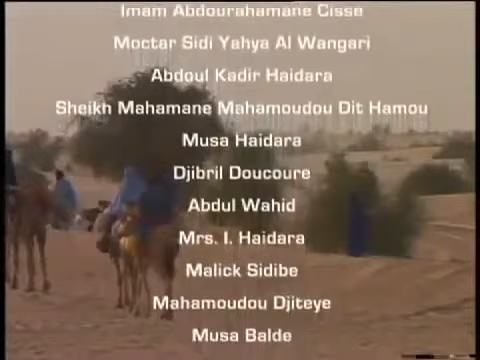 Imam Abdourahamane Cisse
Moctar Sidi Yahya Al Wangari
Abdoul Kadir Haidara
Sheikh Mahamane Mahamoudou Dit Hamou
Musa Haidara
Djibril Doucoure
Abdul Wahid
Mrs. I. Haidara
Malick Sidibe
Mahamoudou Djiteye
Musa Balde